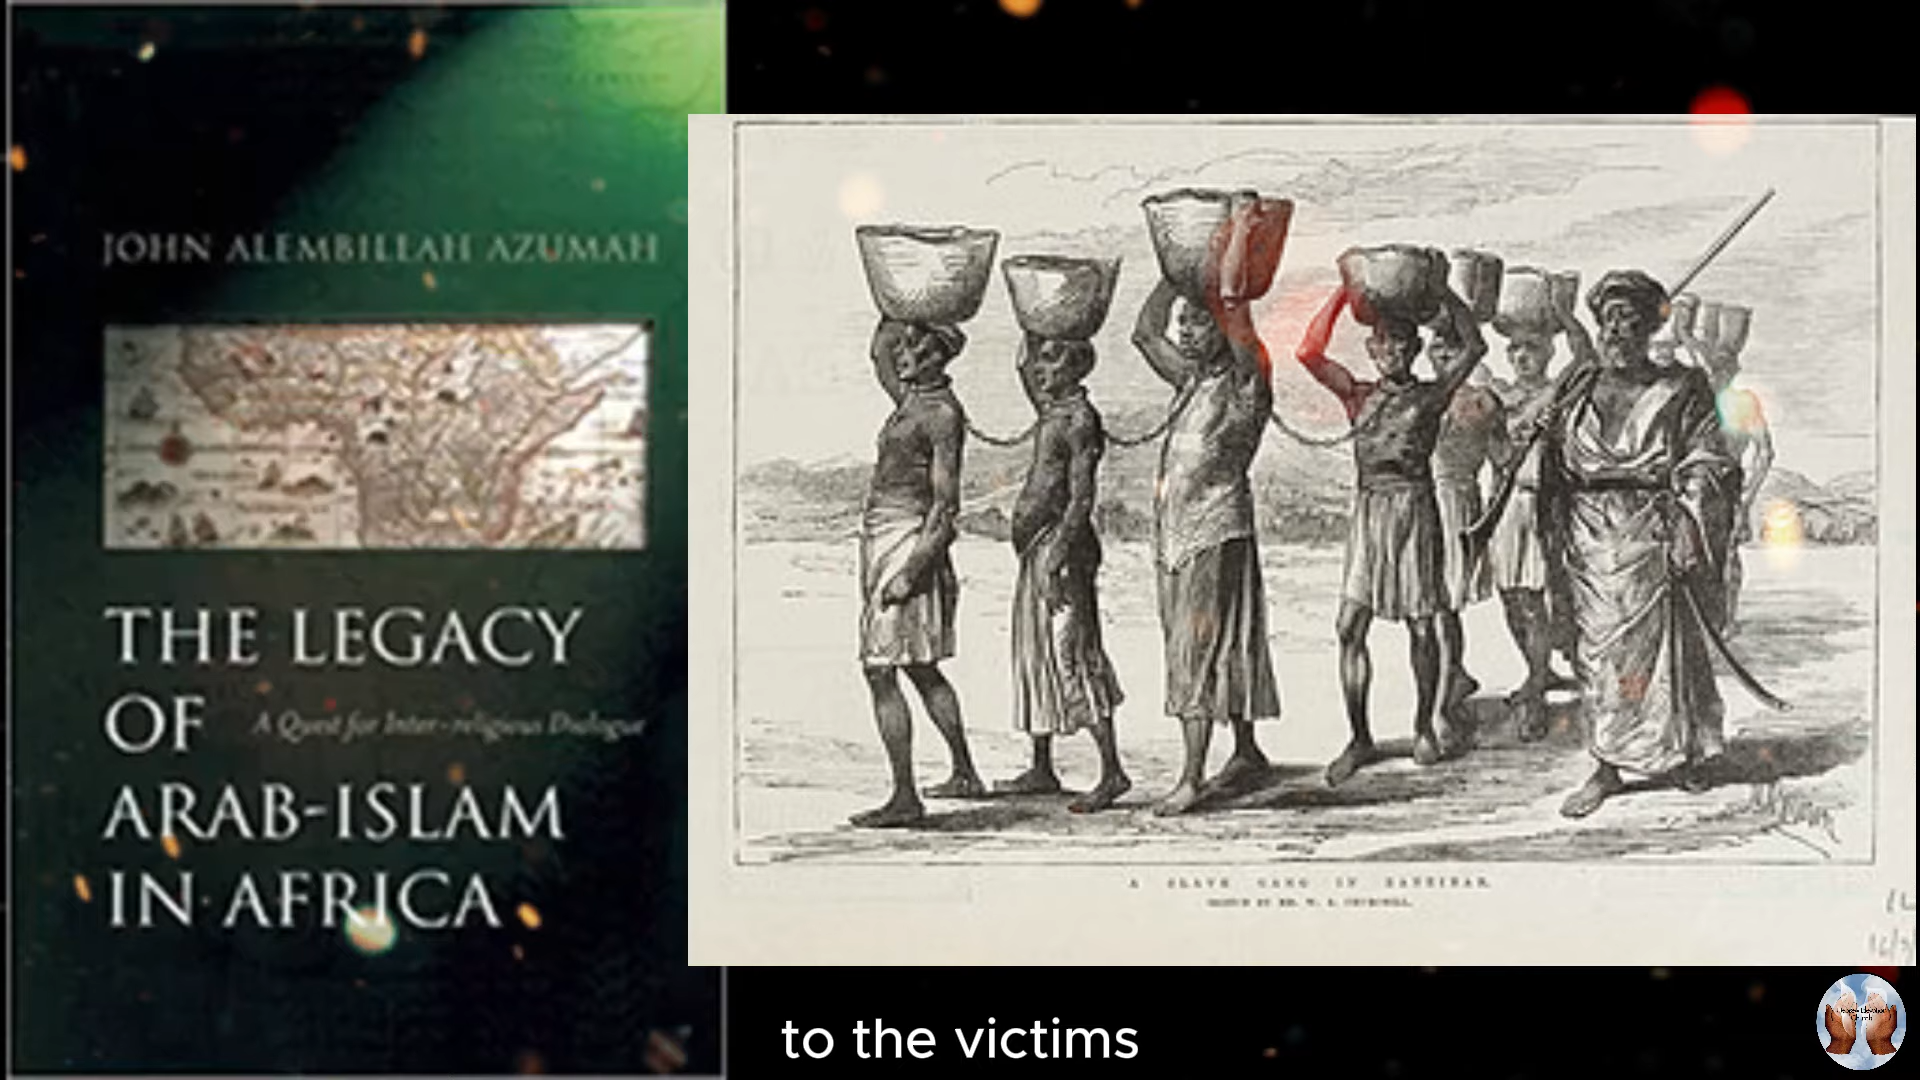 JOHN ALEMBILLAH AZUMAH
THE LEGACY
OF
A Quest for Inter-religious Dialogue
ARAB-ISLAM
IN AFRICA
A SLAVE GANG IN ZANZIBAR.
to the victims